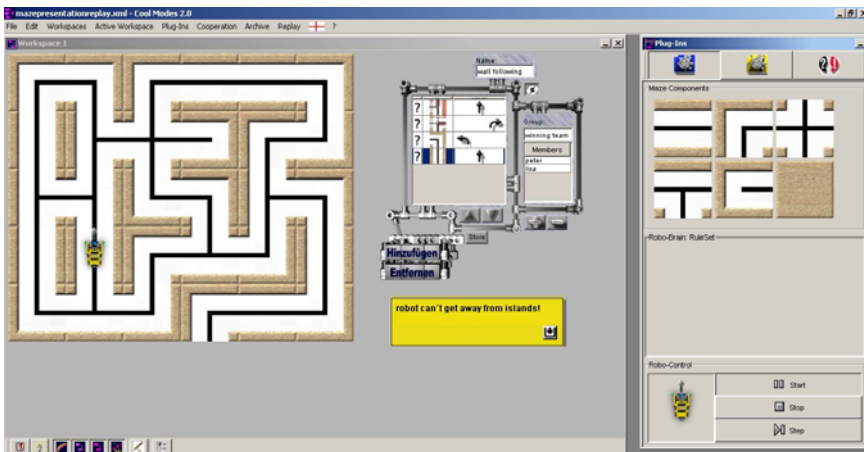 mazepresentationreplay.xml - Cool Modes 2.0
File Edit Workspaces Active Workspace Plug-Ins Cooperation Archive Replay ?
Workspace 1
Name:
wall following
?
?
?
?
Group:
winning team
Members
peter
lisa
Store
Hinzufügen
Entfernen
robot can't get away from islands!
Plug-Ins
Maze Components
Robo-Brain: RuleSet
Robo-Control
Start
Stop
Step